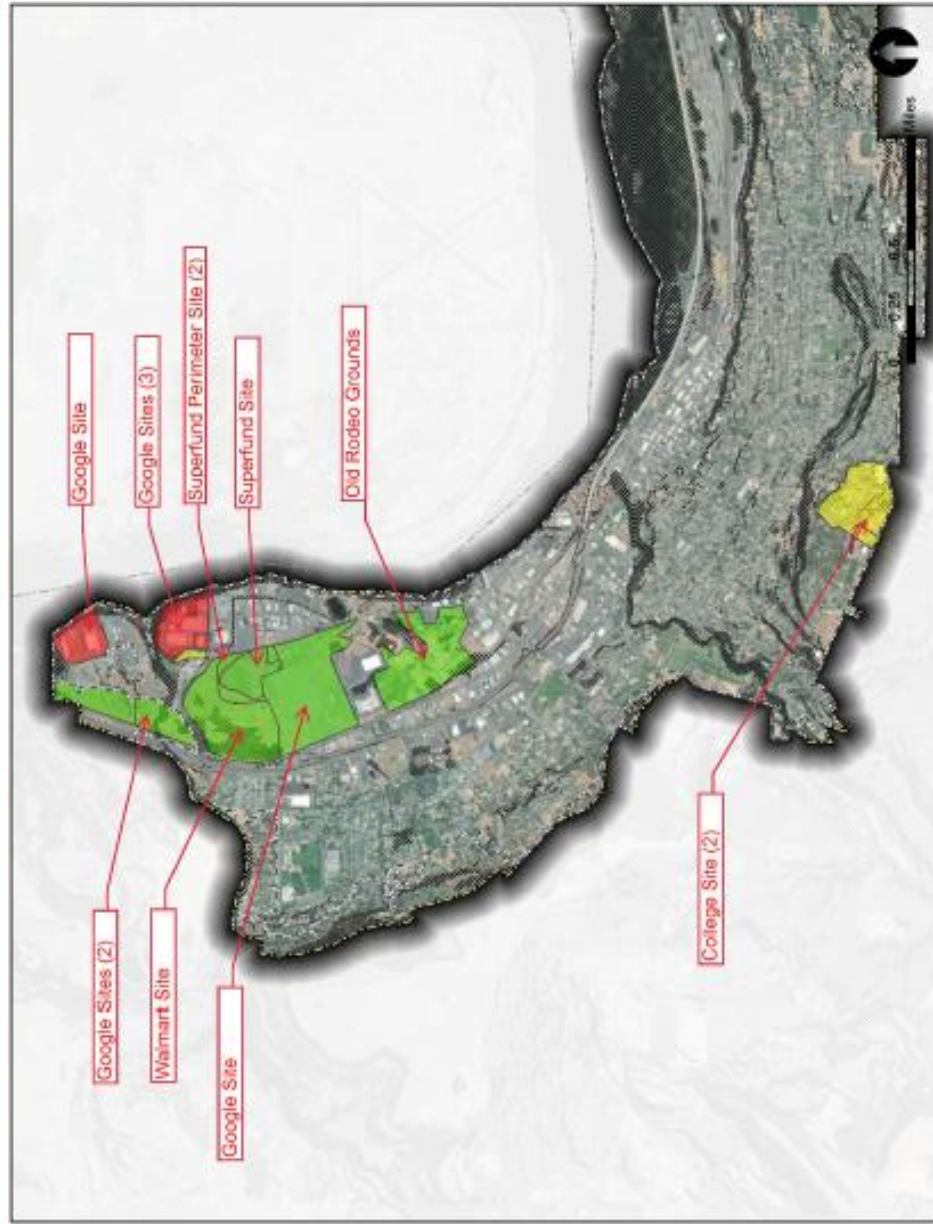 Google Site
Google Sites (3)
Superfund Perimeter Site (2)
Superfund Site
Old Rodeo Grounds
Google Sites (2)
Walmart Site
Google Site
College Site (2)
0.25
0.5
Miles